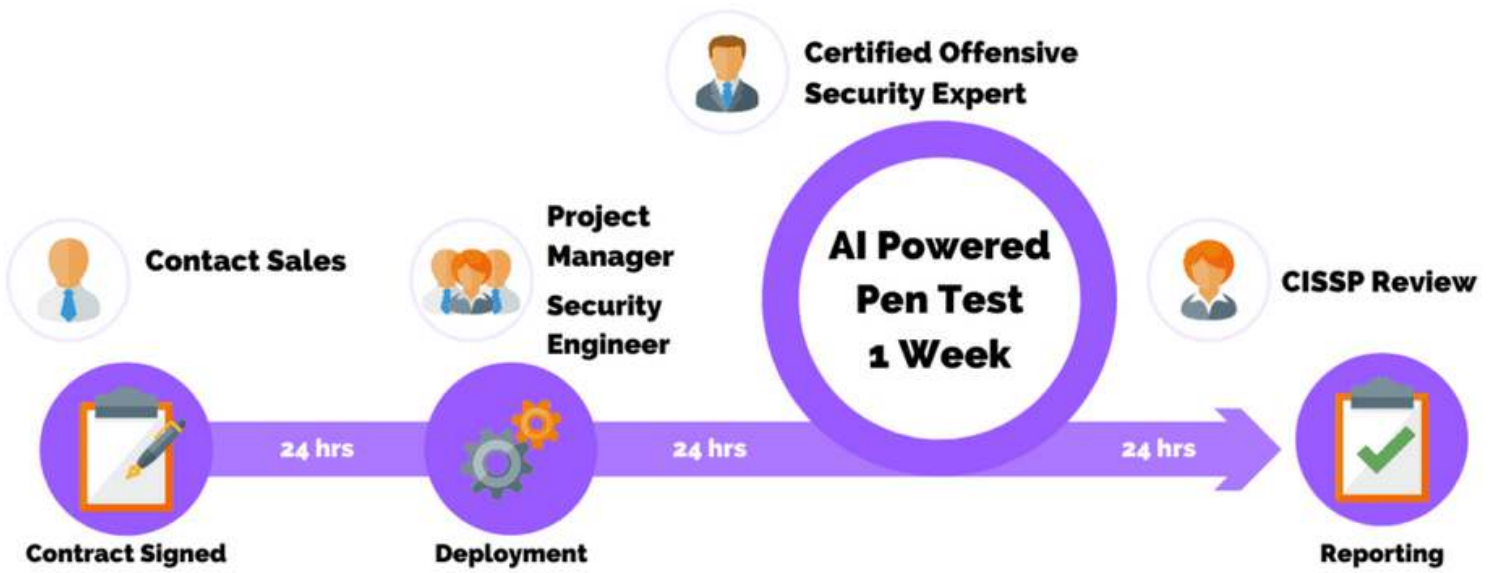 Certified Offensive
Security Expert
Project
Manager
Security
Engineer
Contact Sales
AI Powered
Pen Test
1 Week
CISSP Review
24 hrs
24 hrs
24 hrs
Contract Signed
Deployment
Reporting